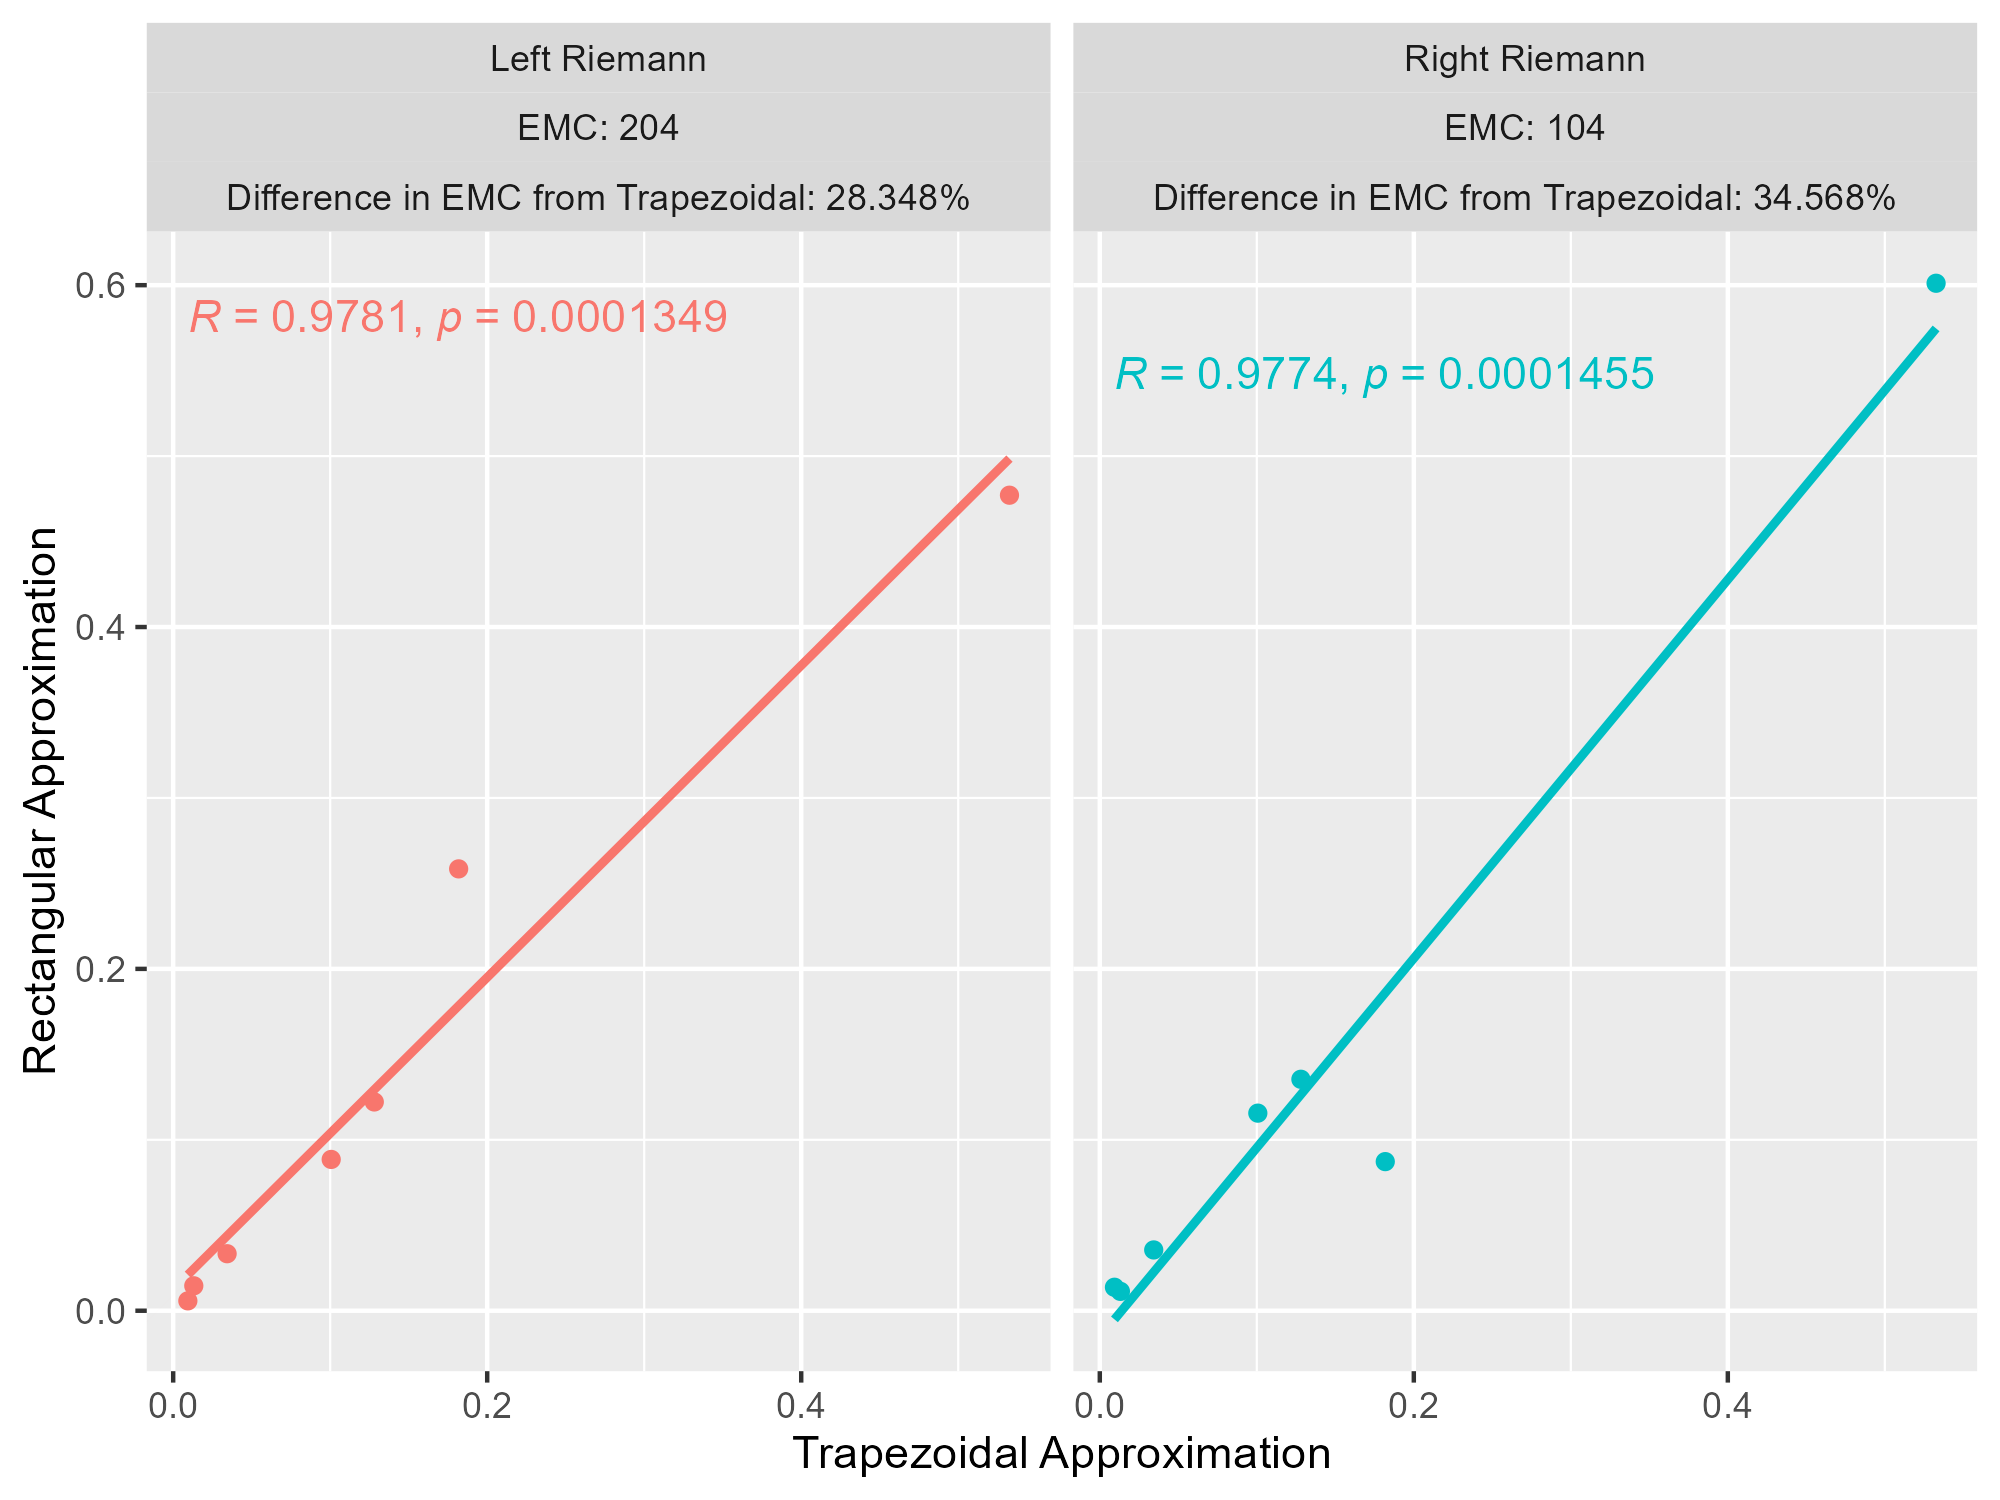 Left Riemann
EMC: 204
Difference in EMC from Trapezoidal: 28.348%
Right Riemann
EMC: 104
Difference in EMC from Trapezoidal: 34.568%
R = 0.9781, p = 0.0001349
R = 0.9774, p = 0.0001455
Rectangular Approximation
0.6
0.4
0.2
0.0
0.0 0.2 0.4
0.0 0.2 0.4
Trapezoidal Approximation